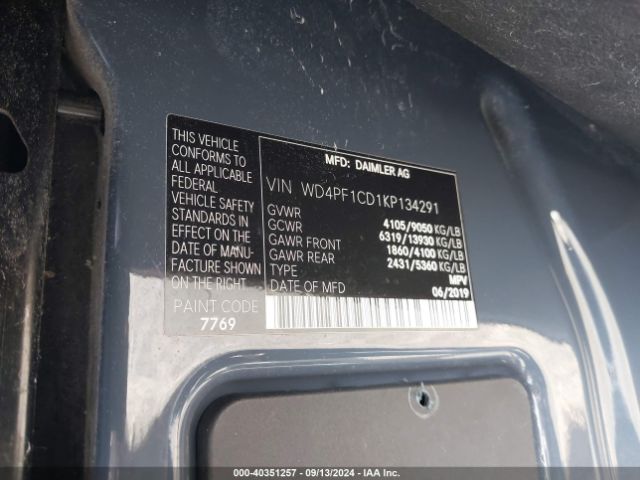 THIS VEHICLE
CONFORMS TO
ALL APPLICABLE
FEDERAL
VEHICLE SAFETY
STANDARDS IN
EFFECT ON THE
DATE OF MANU-
FACTURE SHOWN
ON THE RIGHT
PAINT CODE
7769
MFD: DAIMLER AG
VIN WD4PF1CD1KP134291
GVWR 4105/9050 KG/LB
GCWR 6319/13930 KG/LB
GAWR FRONT 1860/4100 KG/LB
GAWR REAR 2431/5360 KG/LB
TYPE MPV
DATE OF MFD 06/2019
000-40351257 - 09/13/2024 - IAA Inc.